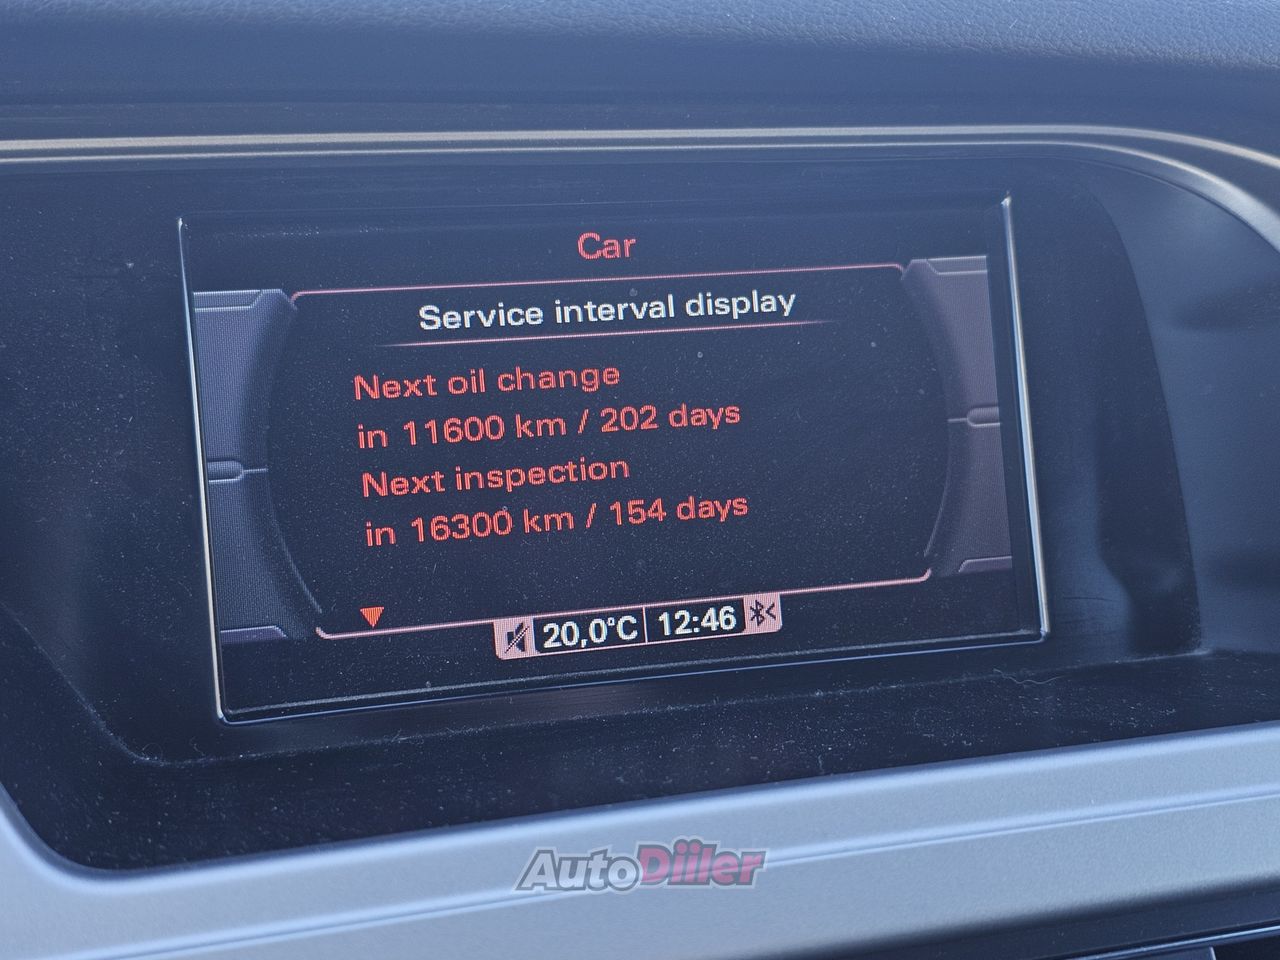 Car
Service interval display
Next oil change
in 11600 km / 202 days
Next inspection
in 16300 km / 154 days
20,0°C 12:46
AutoDiiler